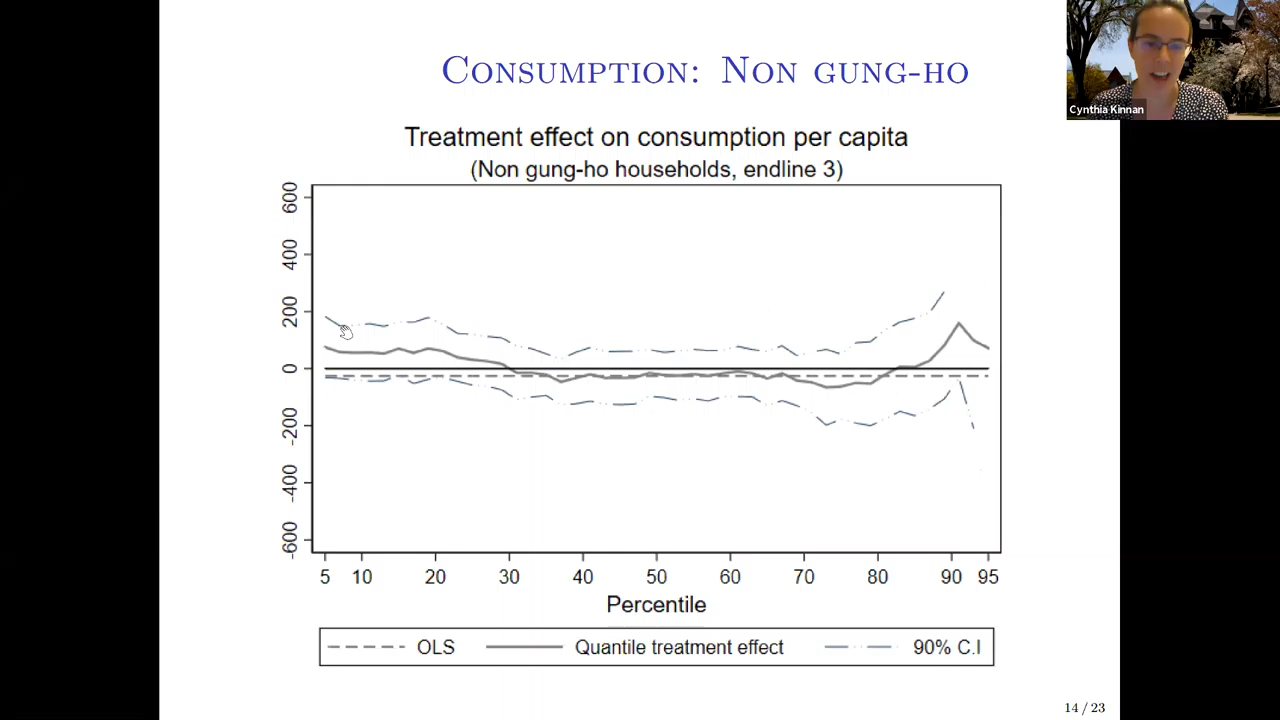 CONSUMPTION: NON GUNG-HO
Cynthia Kinnan
Treatment effect on consumption per capita
(Non gung-ho households, endline 3)
600
400
200
0
-200
-400
-600
5 10 20 30 40 50 60 70 80 90 95
Percentile
OLS Quantile treatment effect 90% C.I
14 / 23